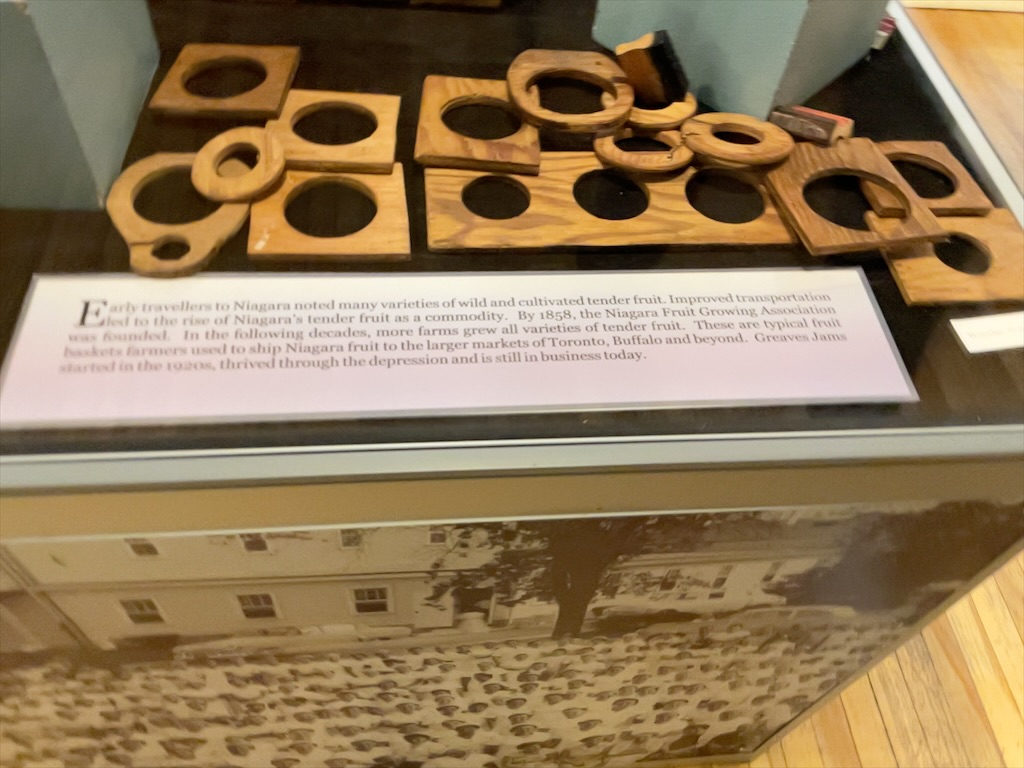 Early travellers to Niagara noted many varieties of wild and cultivated tender fruit. Improved transportation
led to the rise of Niagara's tender fruit as a commodity. By 1858, the Niagara Fruit Growing Association
was founded. In the following decades, more farms grew all varieties of tender fruit. These are typical fruit
baskets farmers used to ship Niagara fruit to the larger markets of Toronto, Buffalo and beyond. Greaves Jams
started in the 1920s, thrived through the depression and is still in business today.